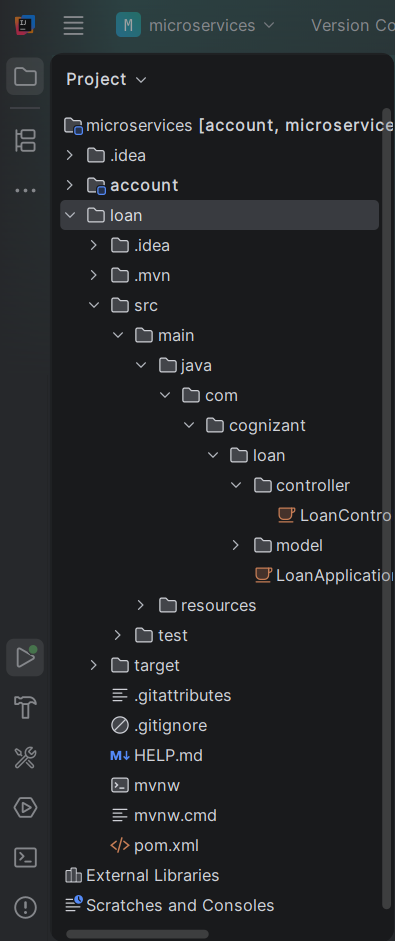 M microservices Version Co
Project
microservices [account, microservice
.idea
account
loan
.idea
.mvn
src
main
java
com
cognizant
loan
controller
LoanContro
model
LoanApplication
resources
test
target
.gitattributes
.gitignore
M↓ HELP.md
mvnw
mvnw.cmd
</> pom.xml
External Libraries
Scratches and Consoles